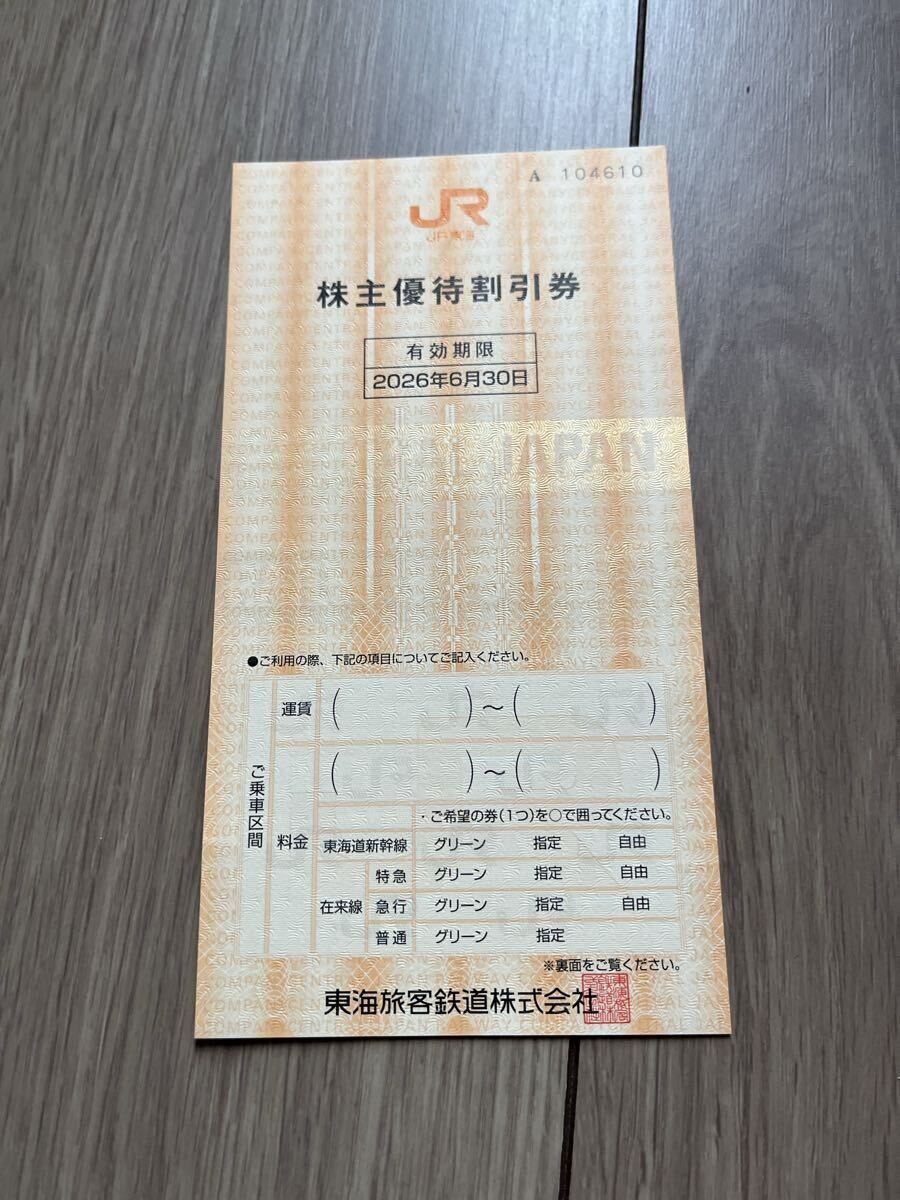 A 104610
JR
JR東海
株主優待割引券
有効期限
2026年6月30日
JAPAN
●ご利用の際、下記の項目についてご記入ください。
ご乗車区間
運賃 ( )～( )
料金 ( )～( )
・ご希望の券(1つ)を○で囲ってください。
東海道新幹線 グリーン 指定 自由
在来線 特急 グリーン 指定 自由
急行 グリーン 指定 自由
普通 グリーン 指定
※裏面をご覧ください。
東海旅客鉄道株式会社